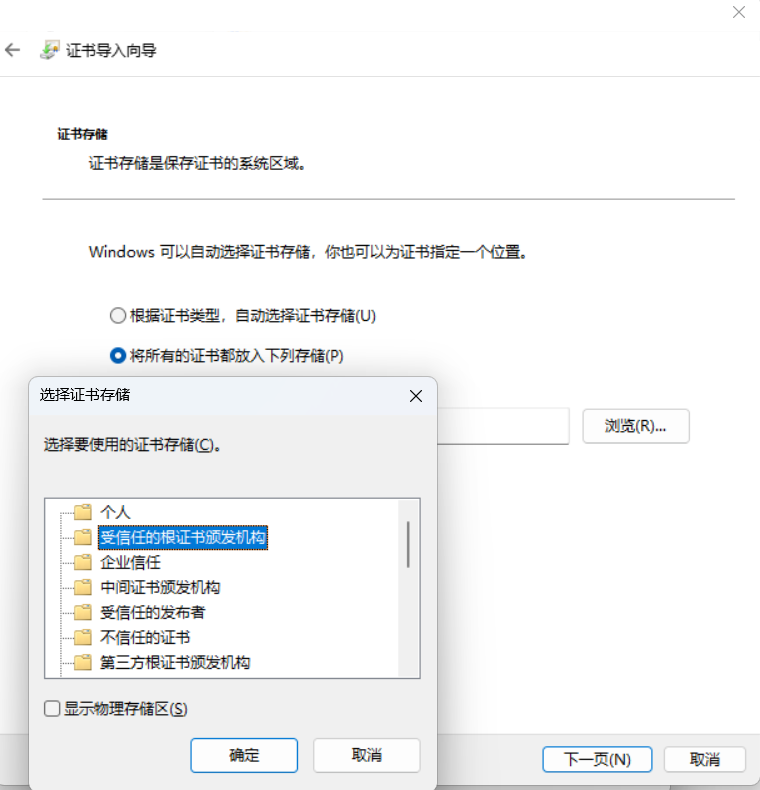 证书导入向导
证书存储
证书存储是保存证书的系统区域。
Windows 可以自动选择证书存储，你也可以为证书指定一个位置。
根据证书类型，自动选择证书存储(U)
将所有的证书都放入下列存储(P)
浏览(R)...
选择证书存储
选择要使用的证书存储(C)。
个人
受信任的根证书颁发机构
企业信任
中间证书颁发机构
受信任的发布者
不信任的证书
第三方根证书颁发机构
显示物理存储区(S)
确定
取消
下一页(N)
取消